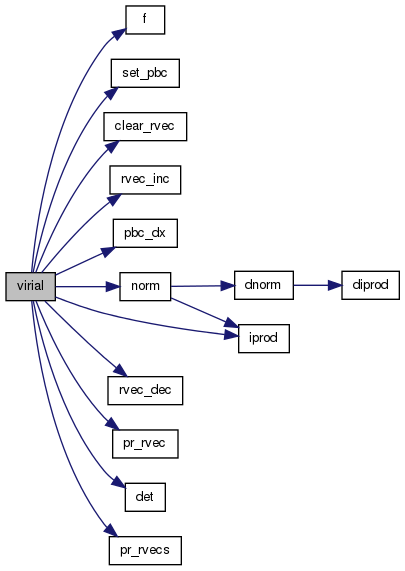 f
set_pbc
clear_rvec
rvec_inc
pbc_dx
virial
norm
dnorm
diprod
iprod
rvec_dec
pr_rvec
det
pr_rvecs